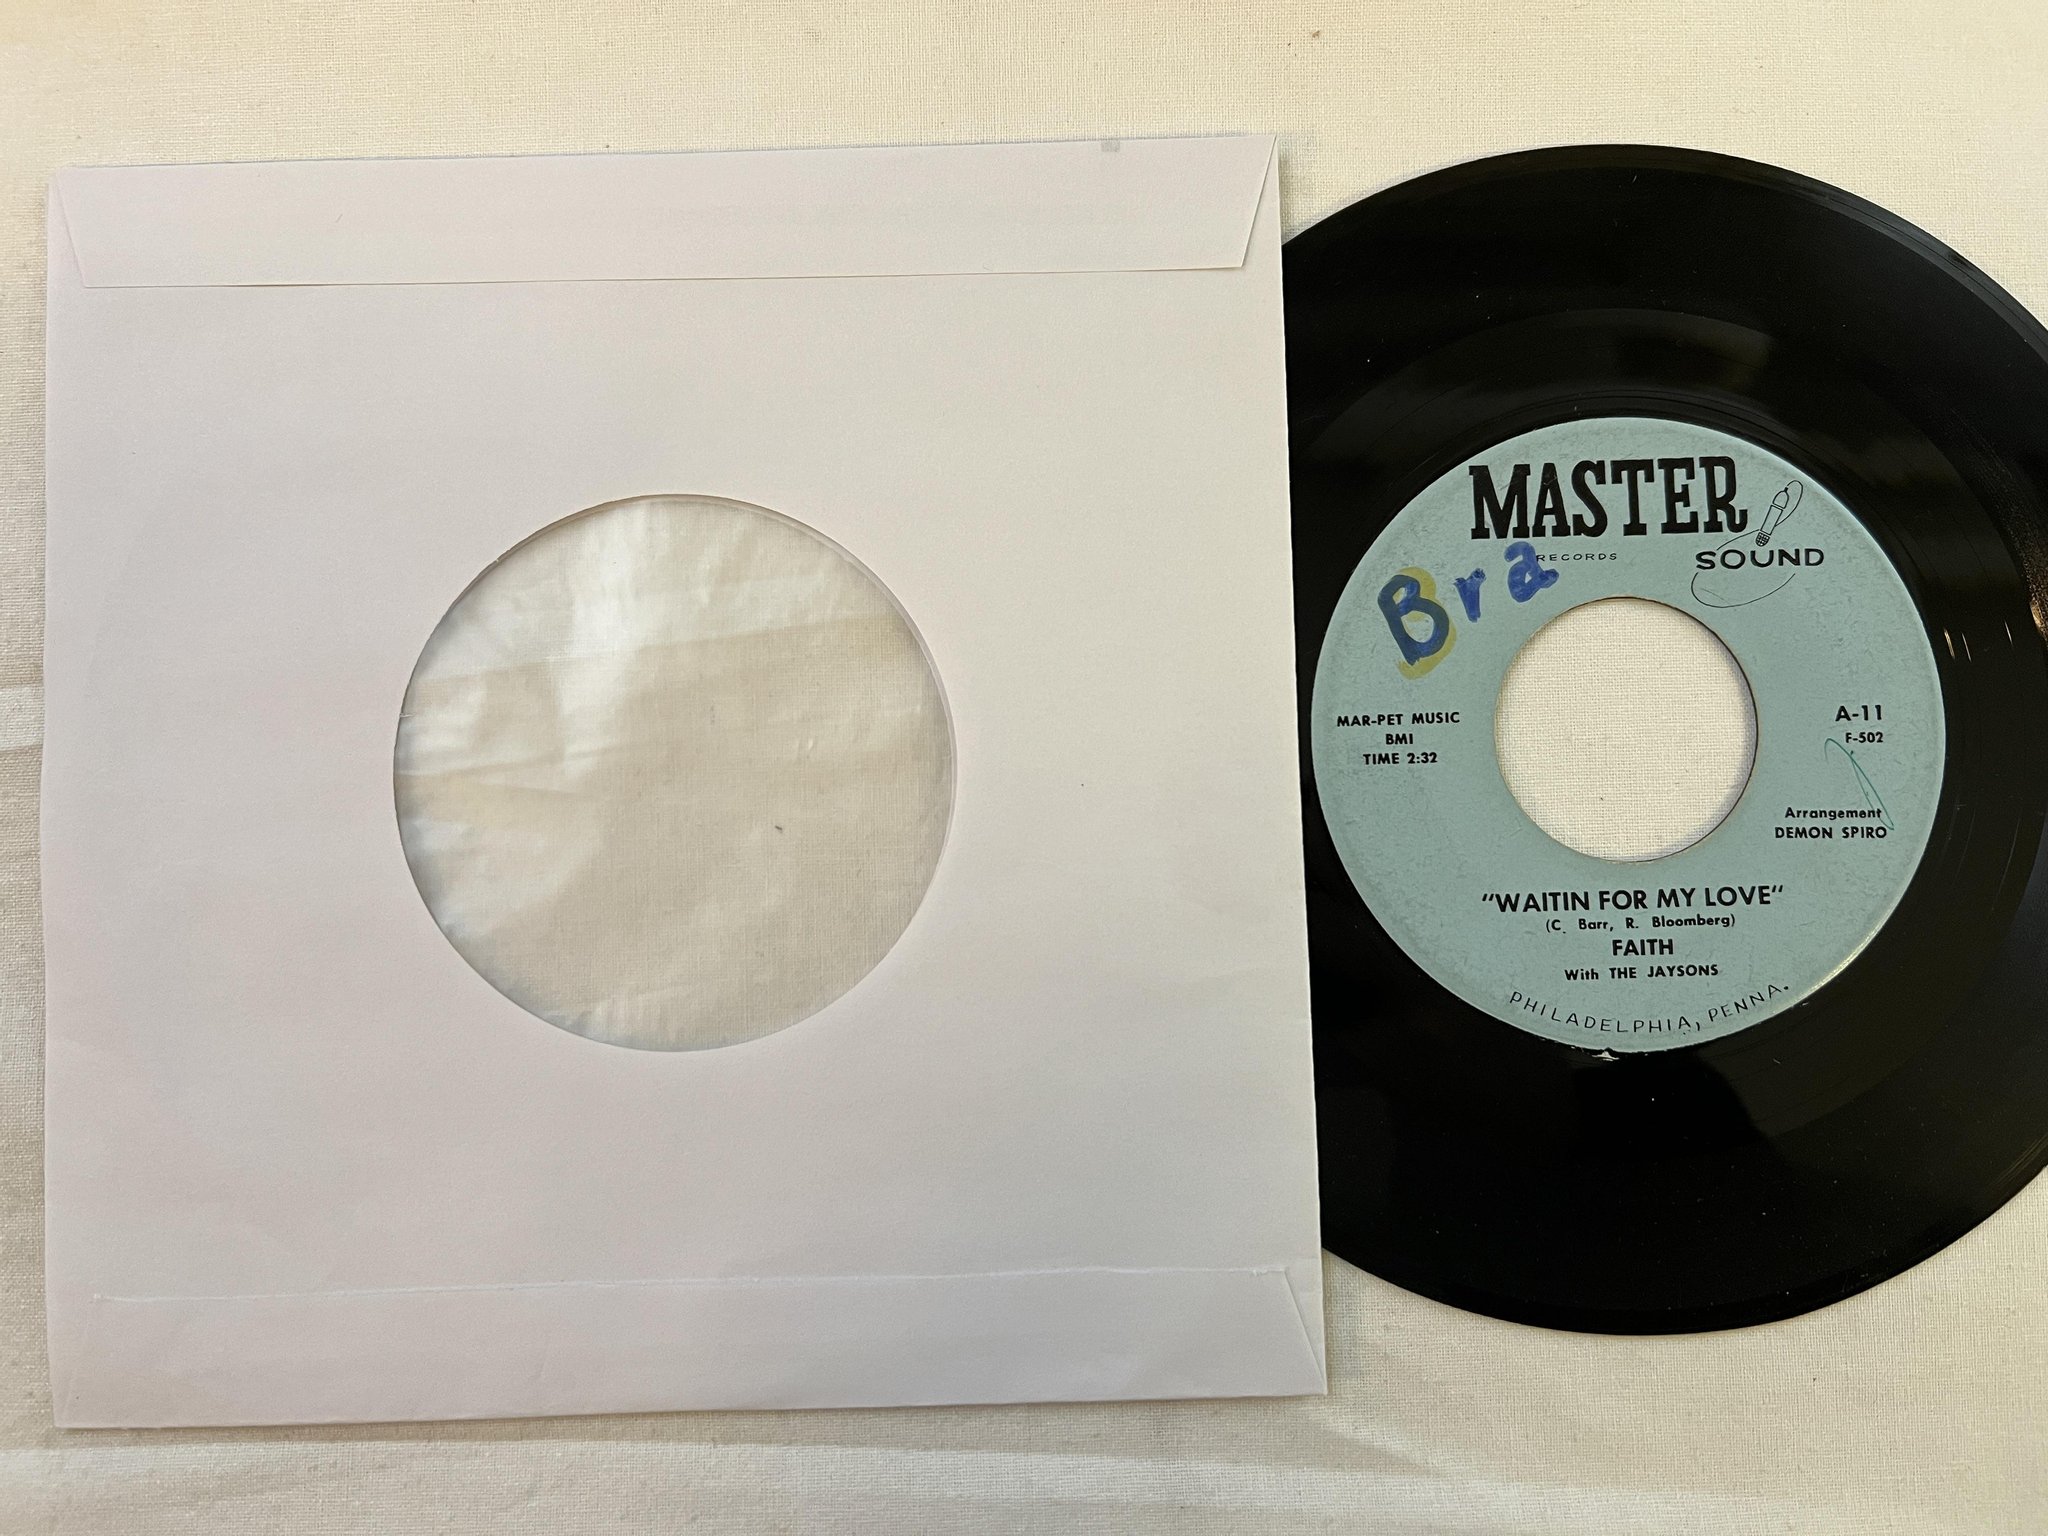 MASTER
RECORDS
SOUND
Bra
MAR-PET MUSIC
BMI
TIME 2:32
A-11
F-502
Arrangement
DEMON SPIRO
"WAITIN FOR MY LOVE"
(C. Barr, R. Bloomberg)
FAITH
With THE JAYSONS
PHILADELPHIA, PENNA.